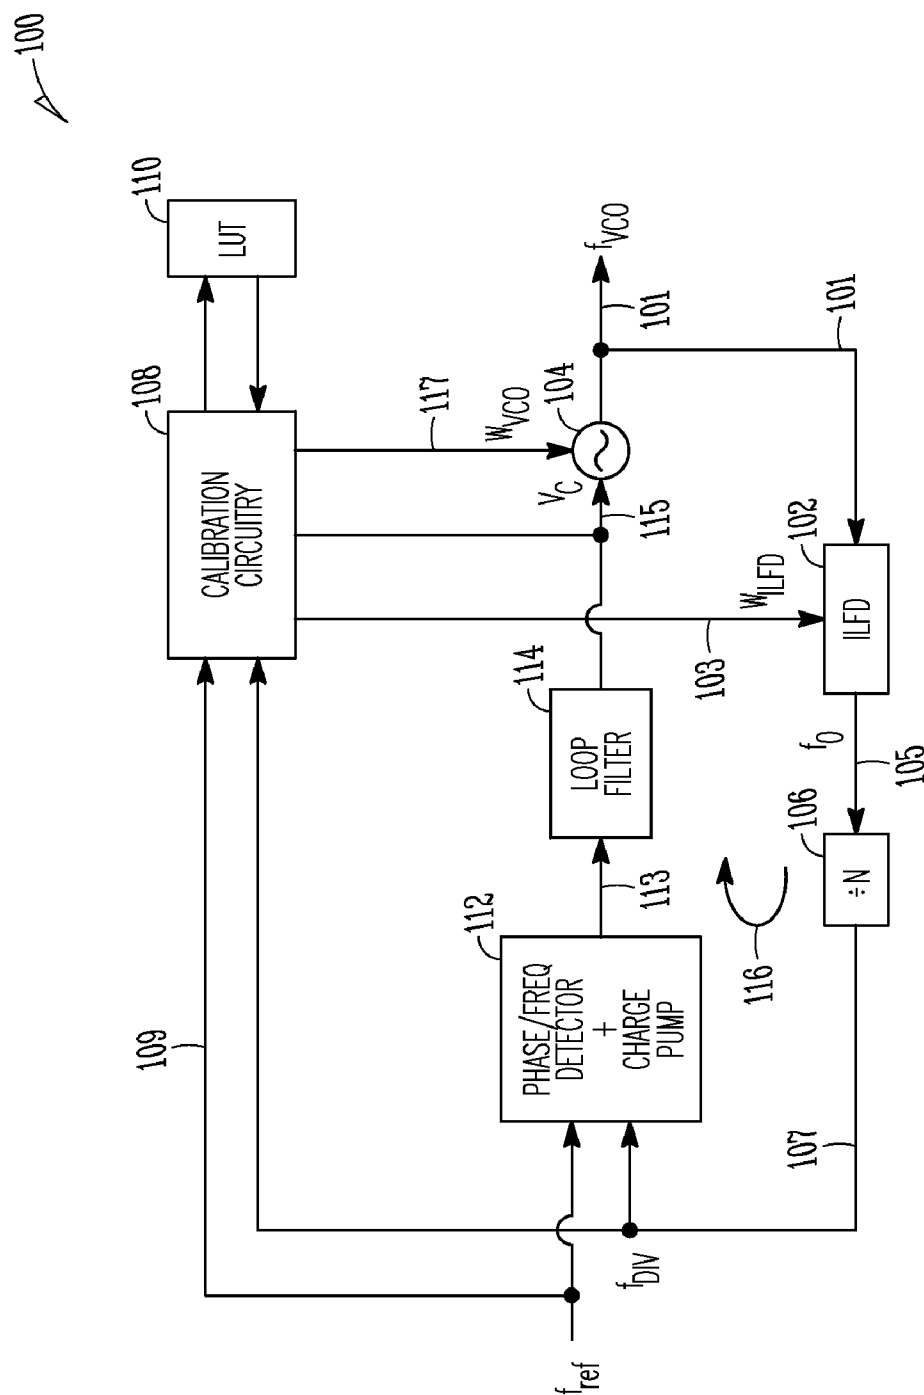 100
110
LUT
108
CALIBRATION
CIRCUITRY
109
117
W_VCO
104
V_C
115
101
f_VCO
101
103
W_ILFD
102
ILFD
114
LOOP
FILTER
113
112
PHASE/FREQ
DETECTOR
+
CHARGE
PUMP
f_O
105
106
÷N
116
107
f_DIV
f_ref